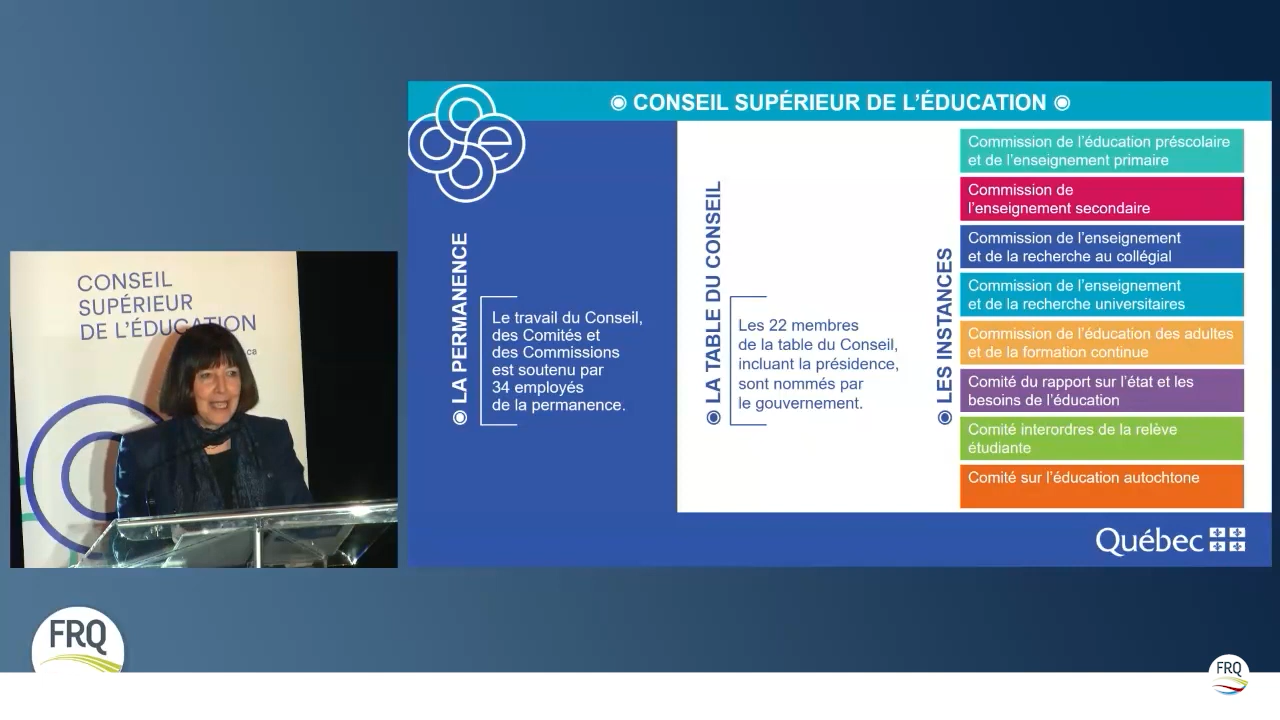 CONSEIL SUPÉRIEUR DE L’ÉDUCATION
LA PERMANENCE
Le travail du Conseil,
des Comités et
des Commissions
est soutenu par
34 employés
de la permanence.
LA TABLE DU CONSEIL
Les 22 membres
de la table du Conseil,
incluant la présidence,
sont nommés par
le gouvernement.
LES INSTANCES
Commission de l’éducation préscolaire
et de l’enseignement primaire
Commission de
l’enseignement secondaire
Commission de l’enseignement
et de la recherche au collégial
Commission de l’enseignement
et de la recherche universitaires
Commission de l’éducation des adultes
et de la formation continue
Comité du rapport sur l’état et les
besoins de l’éducation
Comité interordres de la relève
étudiante
Comité sur l’éducation autochtone
Québec
CONSEIL
SUPÉRIEUR
DE L’ÉDUCATION
.ca
FRQ
FRQ